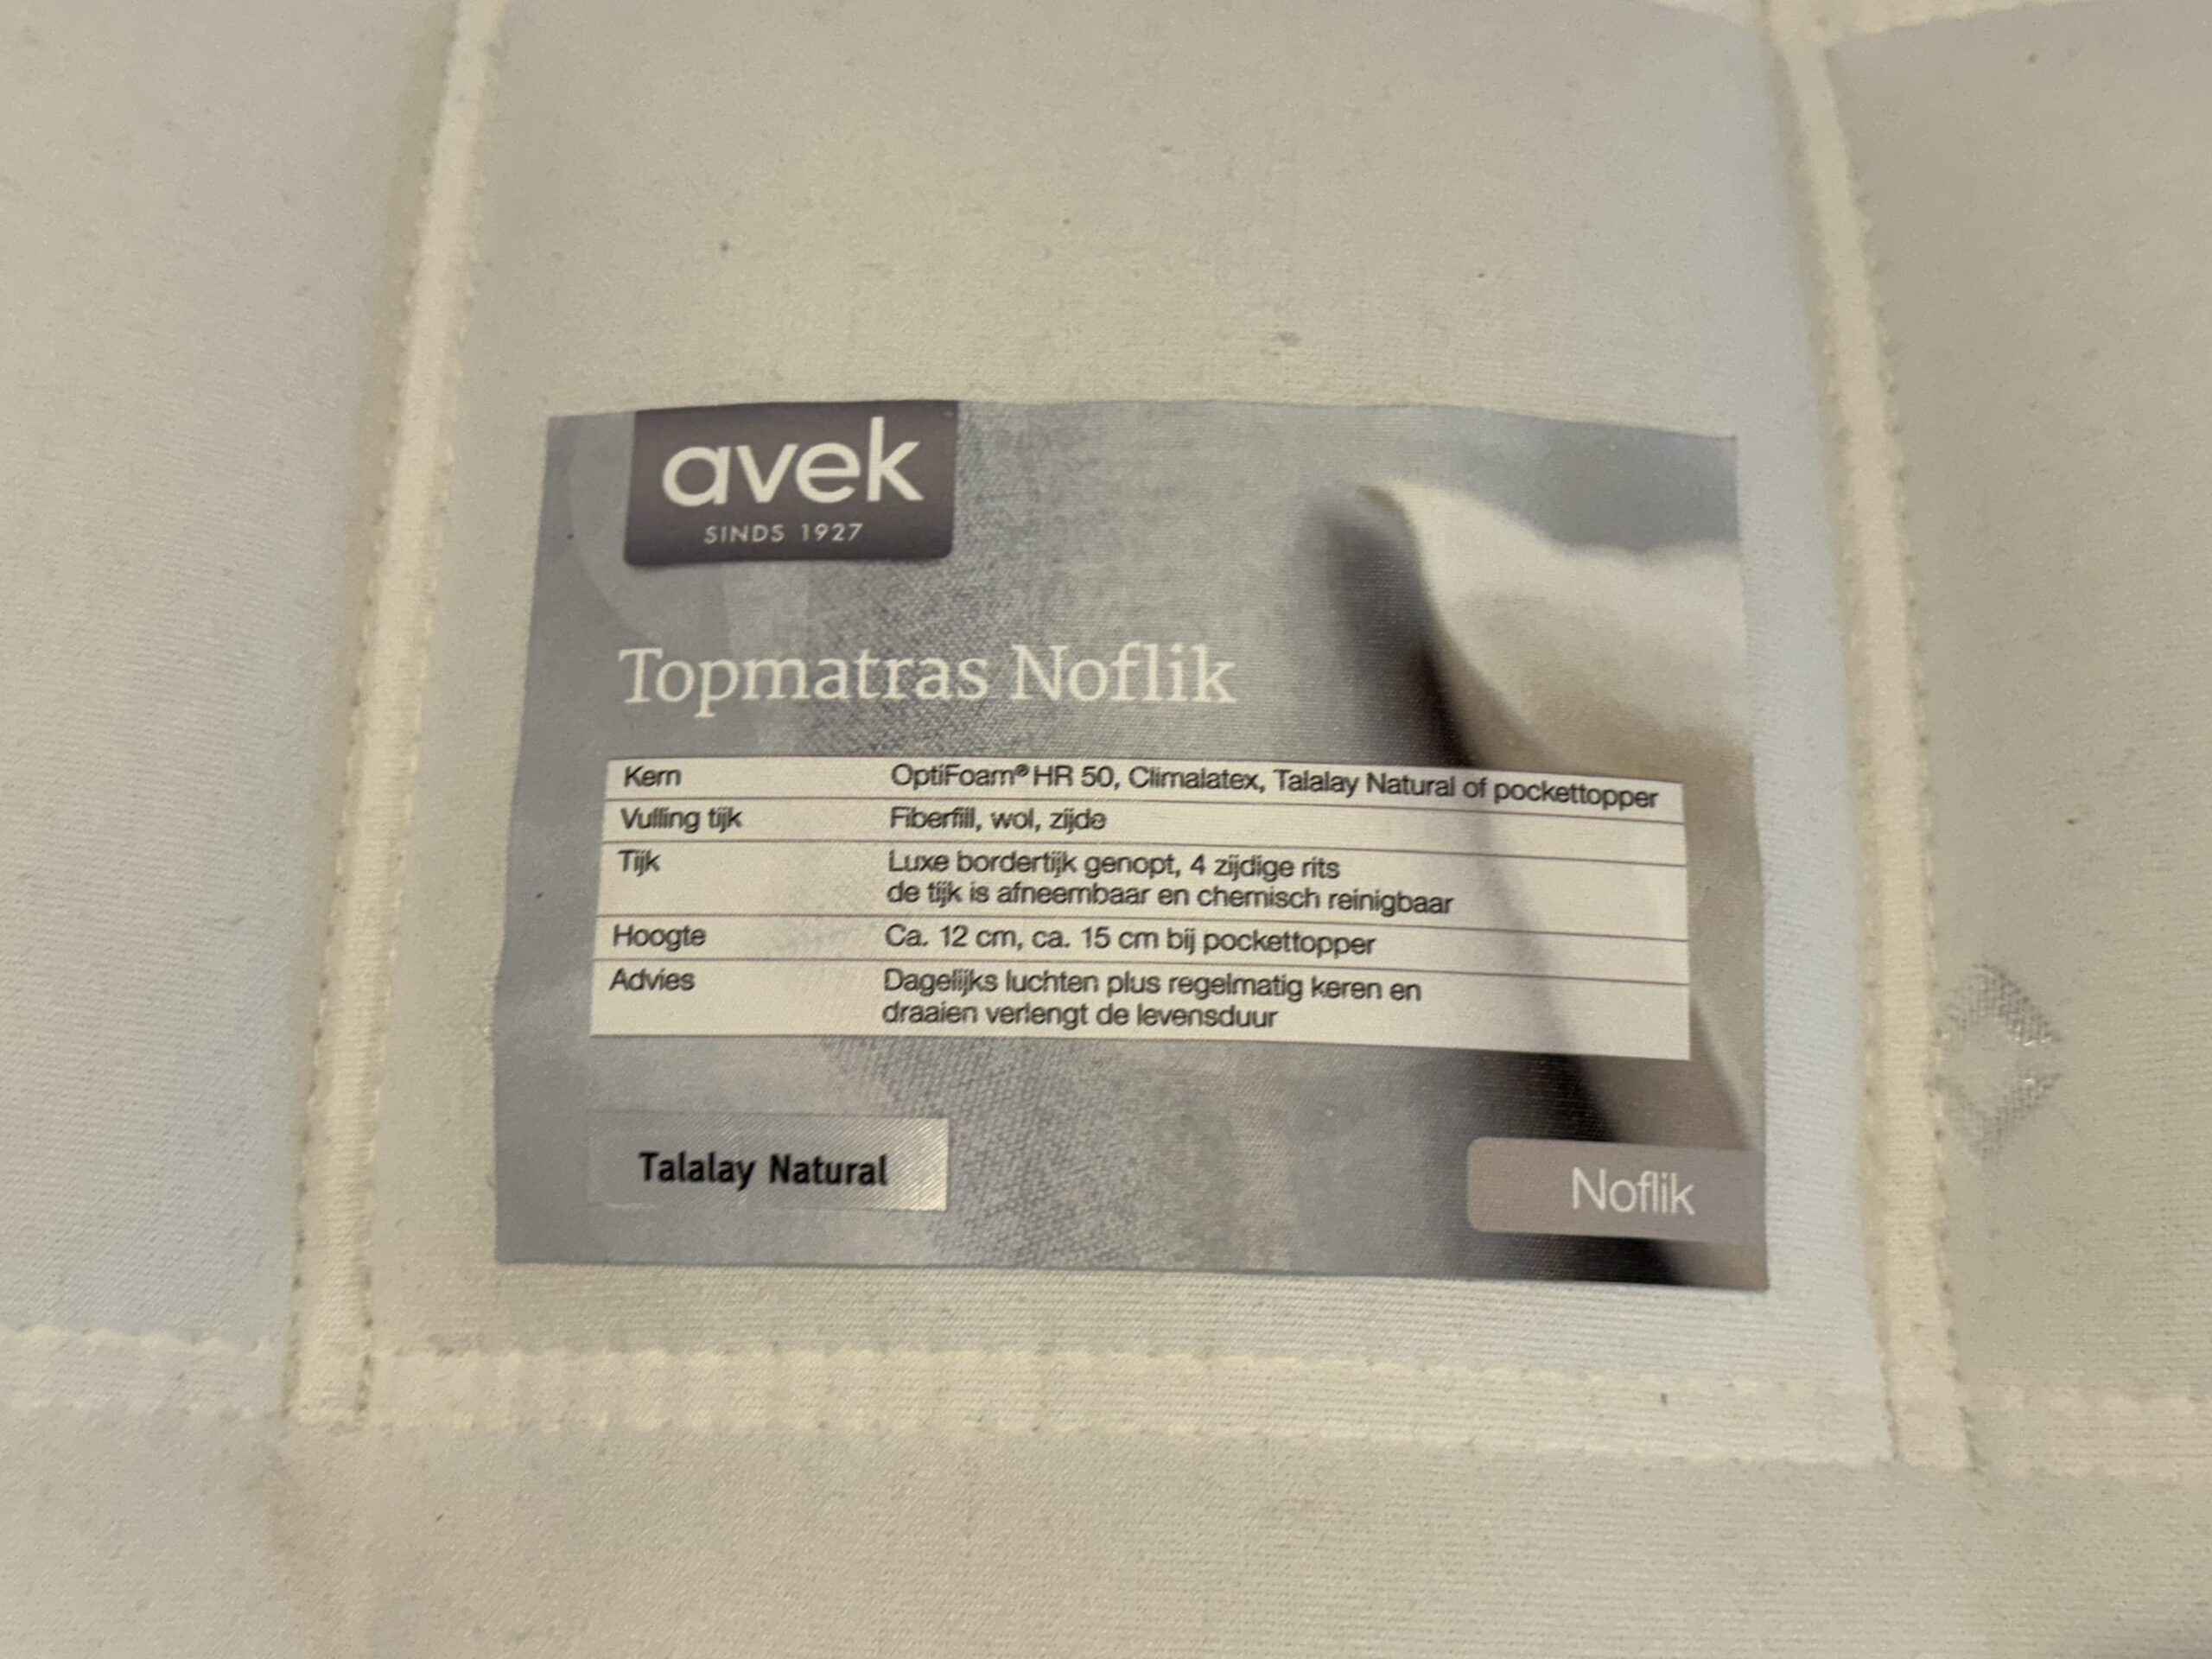 avek
SINDS 1927
Topmatras Noflik
Kern OptiFoam® HR 50, Climalatex, Talalay Natural of pockettopper
Vulling tijk Fiberfill, wol, zijde
Tijk Luxe bordertijk genopt, 4 zijdige rits
de tijk is afneembaar en chemisch reinigbaar
Hoogte Ca. 12 cm, ca. 15 cm bij pockettopper
Advies Dagelijks luchten plus regelmatig keren en
draaien verlengt de levensduur
Talalay Natural
Noflik